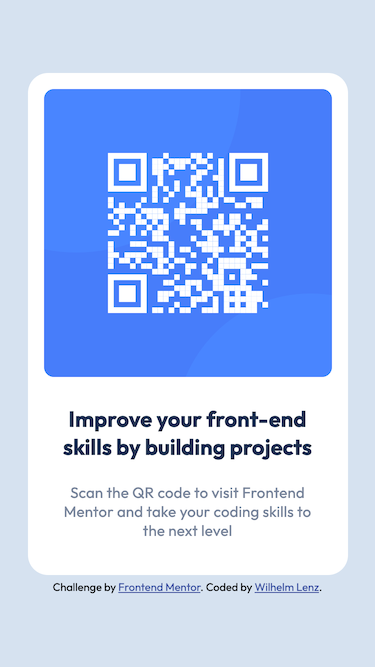 Improve your front-end
skills by building projects
Scan the QR code to visit Frontend
Mentor and take your coding skills to
the next level
Challenge by Frontend Mentor. Coded by Wilhelm Lenz.